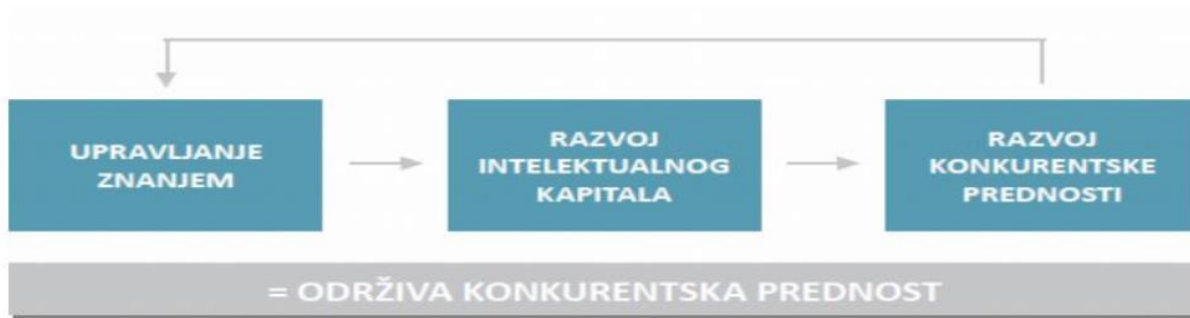 UPRAVLJANJE
ZNANJEM
RAZVOJ
INTELEKTUALNOG
KAPITALA
RAZVOJ
KONKURENTSKE
PREDNOSTI
= ODRŽIVA KONKURENTSKA PREDNOST